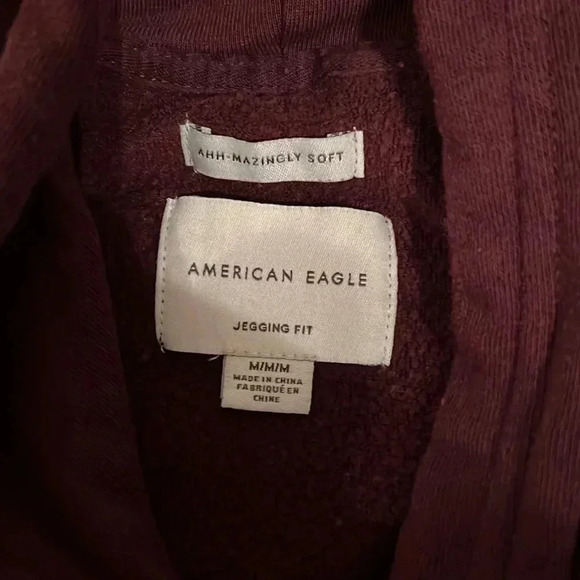 AHH-MAZINGLY SOFT
AMERICAN EAGLE
JEGGING FIT
M/M/M
MADE IN CHINA
FABRIQUÉ EN
CHINE